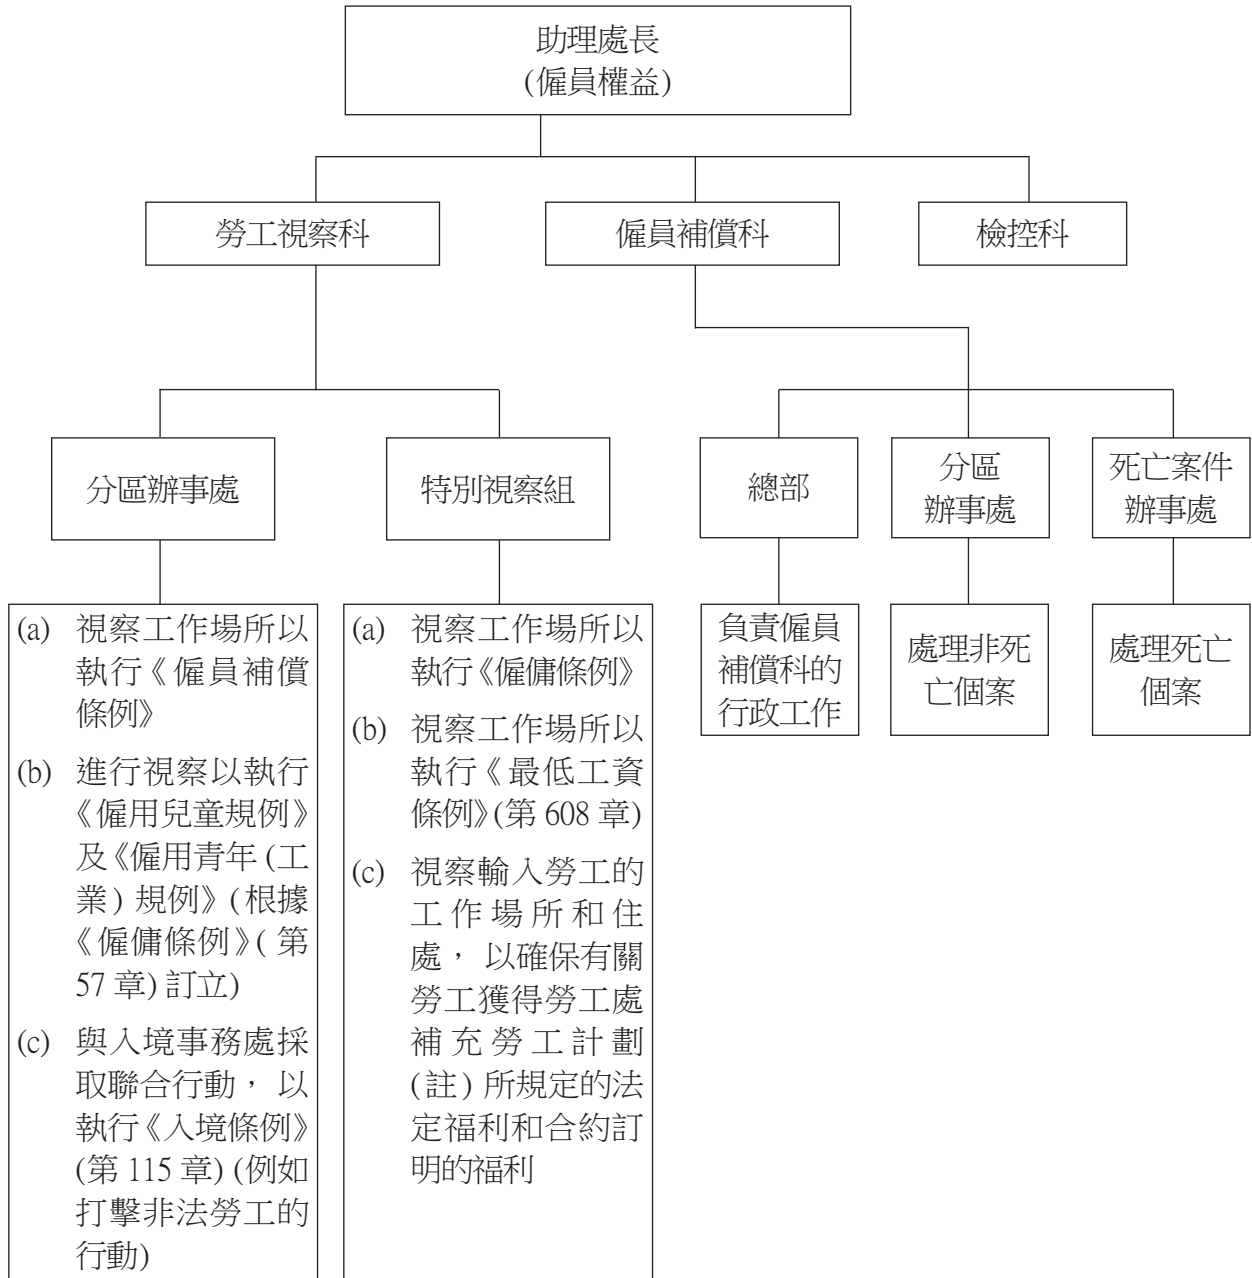 助理處長
(僱員權益)
勞工視察科
僱員補償科
檢控科
分區辦事處
特別視察組
總部
分區
辦事處
死亡案件
辦事處
(a) 視察工作場所以
執行《僱員補償
條例》
(b) 進行視察以執行
《僱用兒童規例》
及《僱用青年 (工
業) 規例》(根據
《僱傭條例》( 第
57 章) 訂立)
(c) 與入境事務處採
取聯合行動，以
執行《入境條例》
(第 115 章) (例如
打擊非法勞工的
行動)
(a) 視察工作場所以
執行《僱傭條例》
(b) 視察工作場所以
執行《最低工資
條例》(第 608 章)
(c) 視察輸入勞工的
工作場所和住
處，以確保有關
勞工獲得勞工處
補充勞工計劃
(註) 所規定的法
定福利和合約訂
明的福利
負責僱員
補償科的
行政工作
處理非死
亡個案
處理死亡
個案